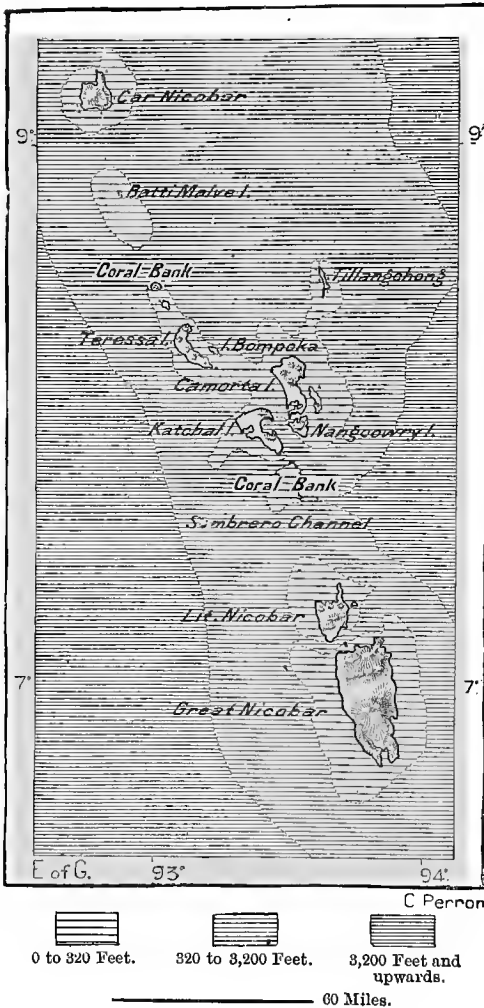 Car Nicobar
9°
9°
Batti Malve I.
Coral-Bank
Tillangchong
Teressa I.
I. Bompoka
Camorta I.
Katchal I.
Nangcowry I.
Coral-Bank
Sombrero Channel
Lit. Nicobar
7°
7°
Great Nicobar
E of G.
93°
94°
C Perron
0 to 320 Feet.
320 to 3,200 Feet.
3,200 Feet and
upwards.
60 Miles.